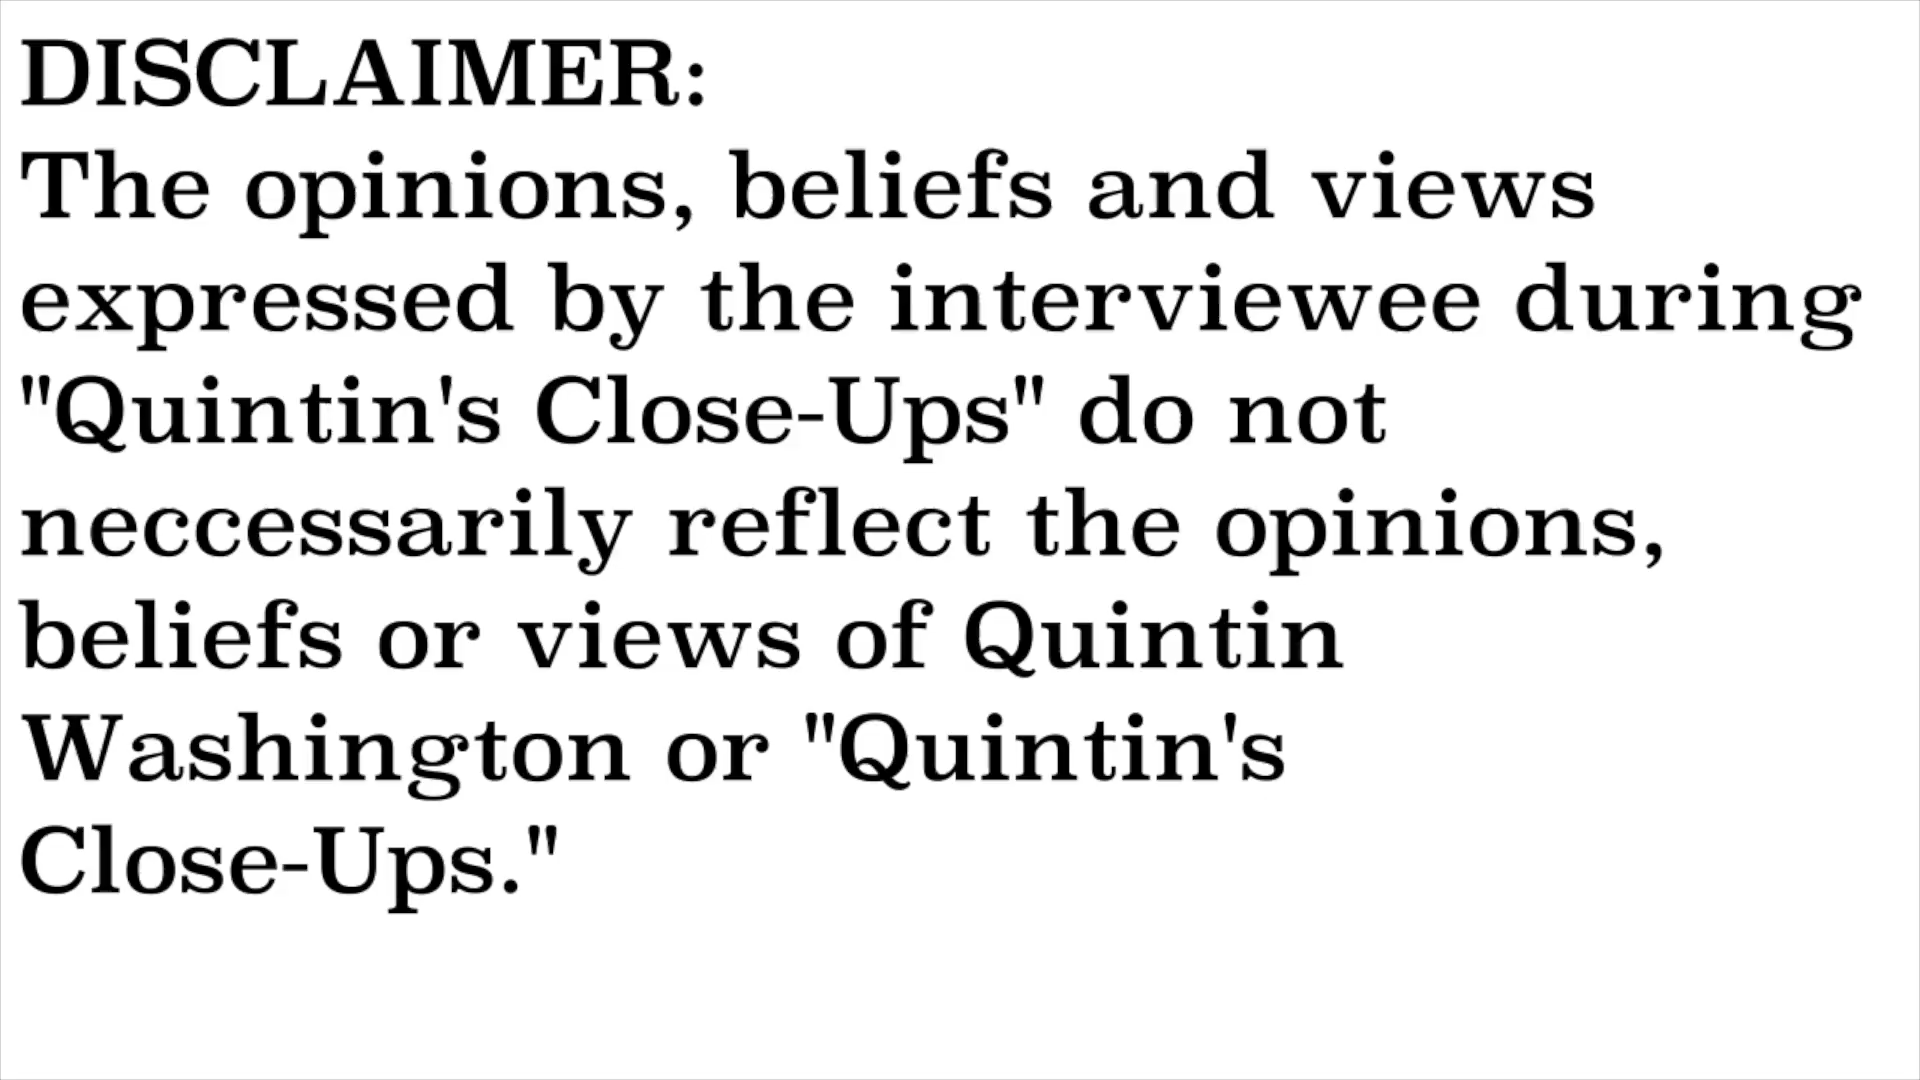 DISCLAIMER:
The opinions, beliefs and views
expressed by the interviewee during
"Quintin's Close-Ups" do not
neccessarily reflect the opinions,
beliefs or views of Quintin
Washington or "Quintin's
Close-Ups."